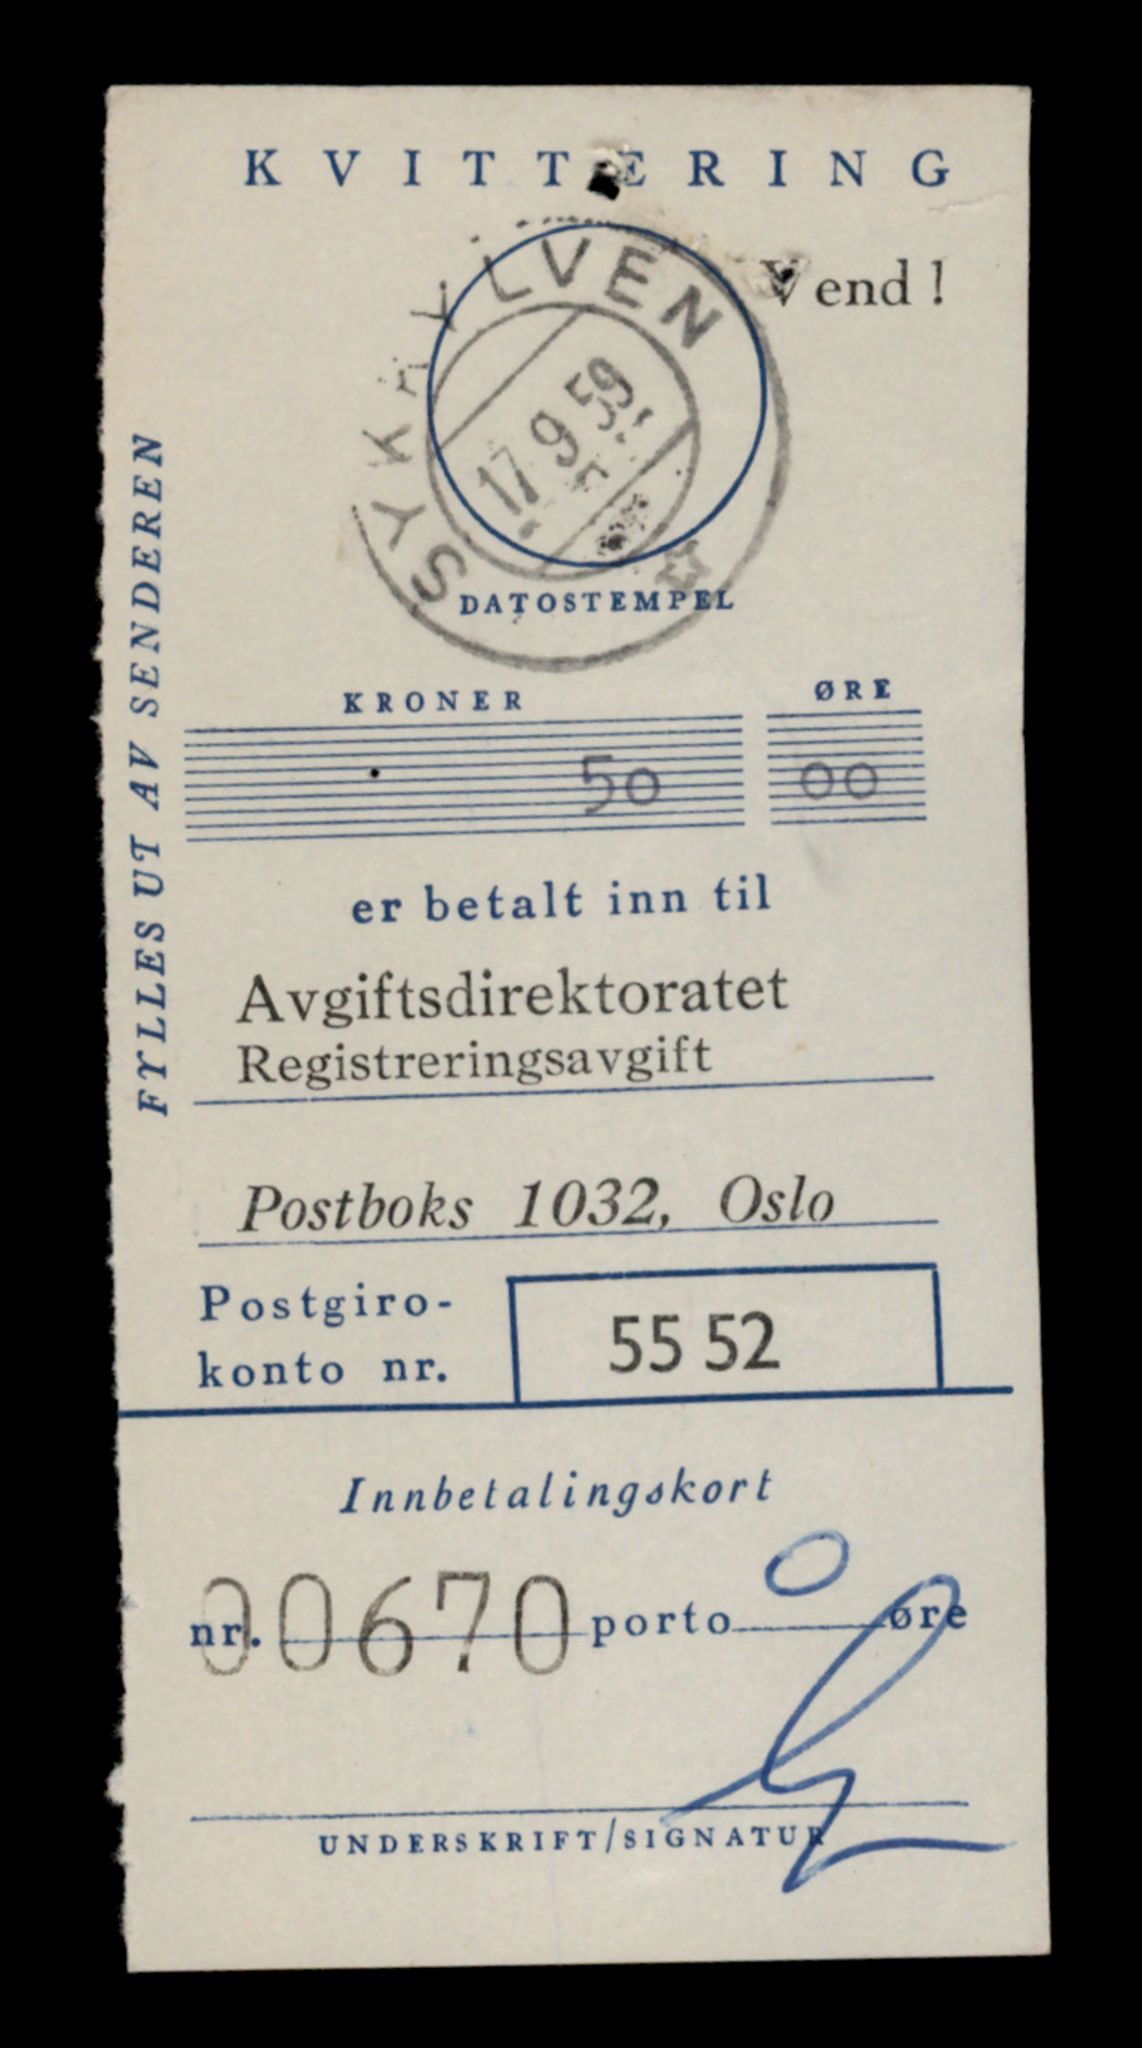 KVITTERING
Vend !
SYKKYLVEN
17 9 59
DATOSTEMPEL
FYLLES UT AV SENDEREN
KRONER ØRE
50 00
er betalt inn til
Avgiftsdirektoratet
Registreringsavgift
Postboks 1032, Oslo
Postgiro-
konto nr. 55 52
Innbetalingskort
nr. 00670 porto 0 øre
UNDERSKRIFT/SIGNATUR